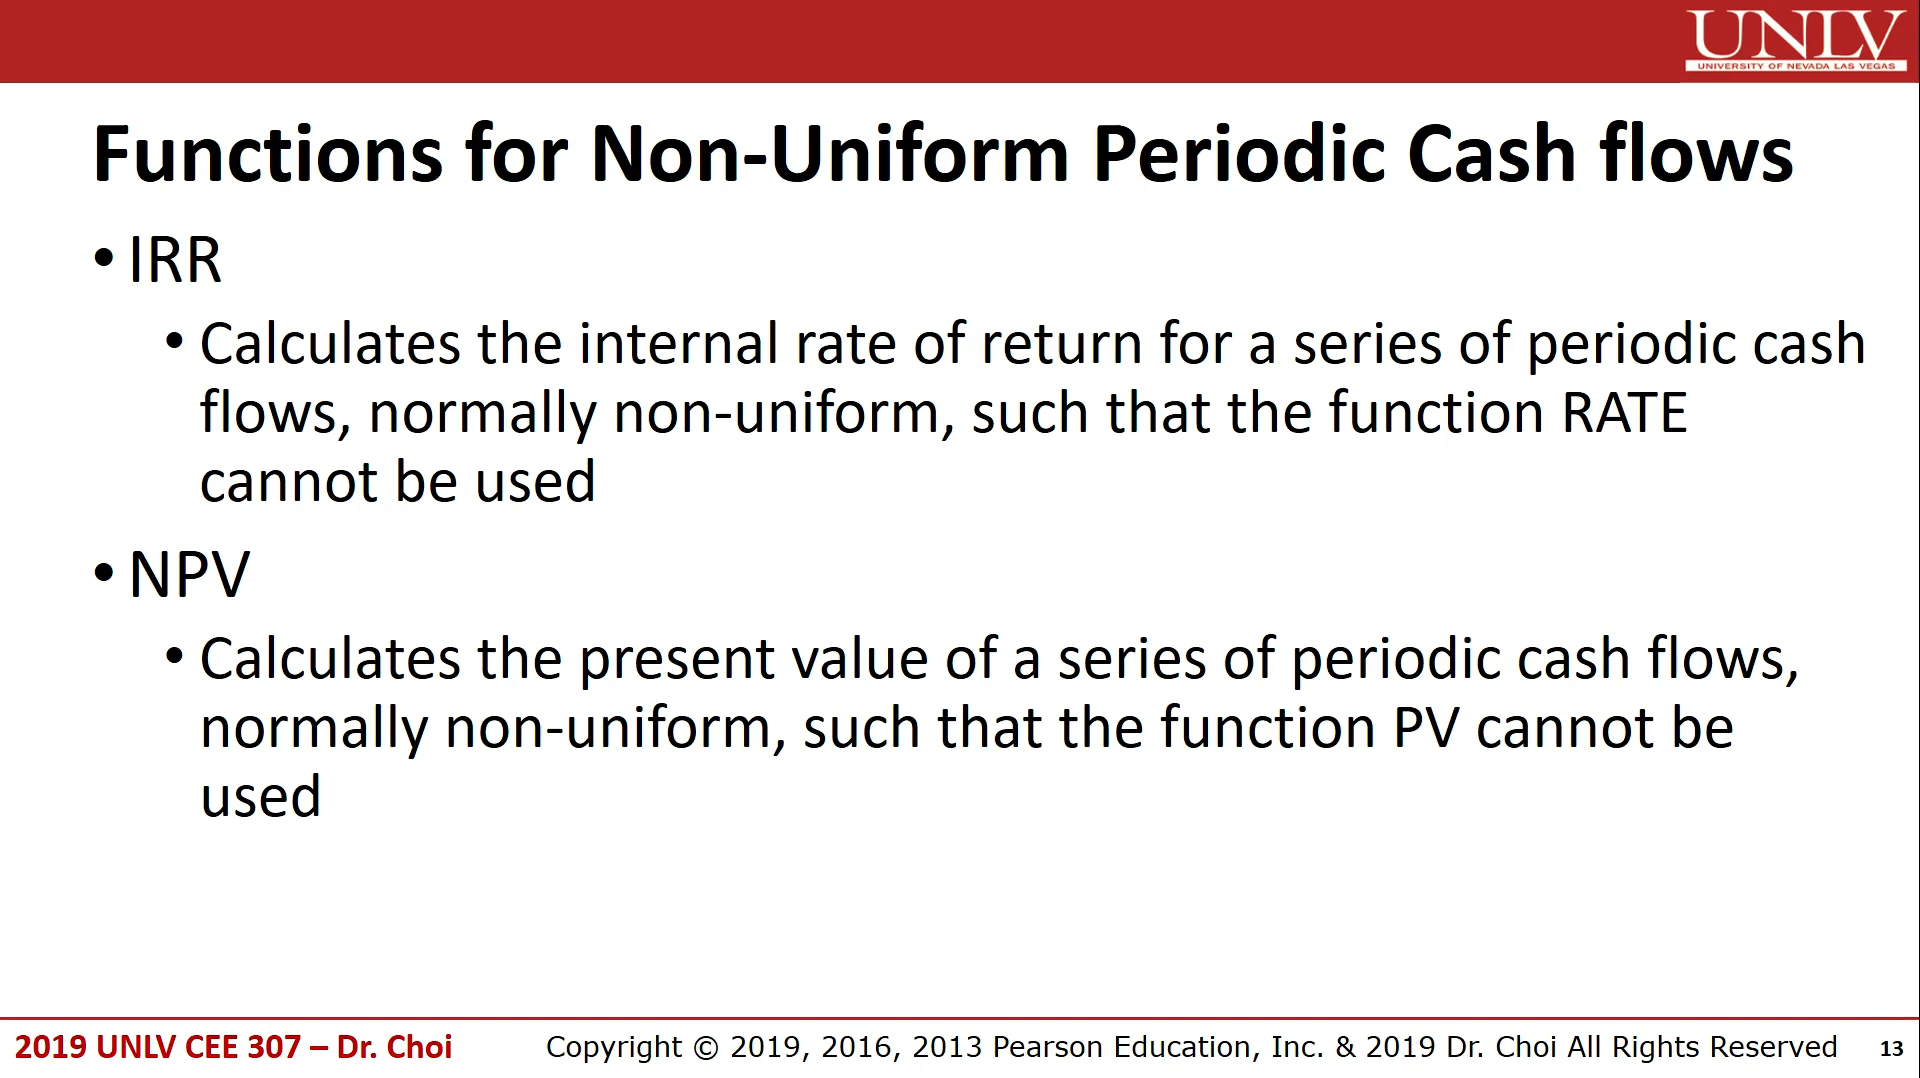 UNLV
UNIVERSITY OF NEVADA LAS VEGAS
Functions for Non-Uniform Periodic Cash flows
• IRR
• Calculates the internal rate of return for a series of periodic cash
flows, normally non-uniform, such that the function RATE
cannot be used
• NPV
• Calculates the present value of a series of periodic cash flows,
normally non-uniform, such that the function PV cannot be
used
2019 UNLV CEE 307 – Dr. Choi
Copyright © 2019, 2016, 2013 Pearson Education, Inc. & 2019 Dr. Choi All Rights Reserved
13